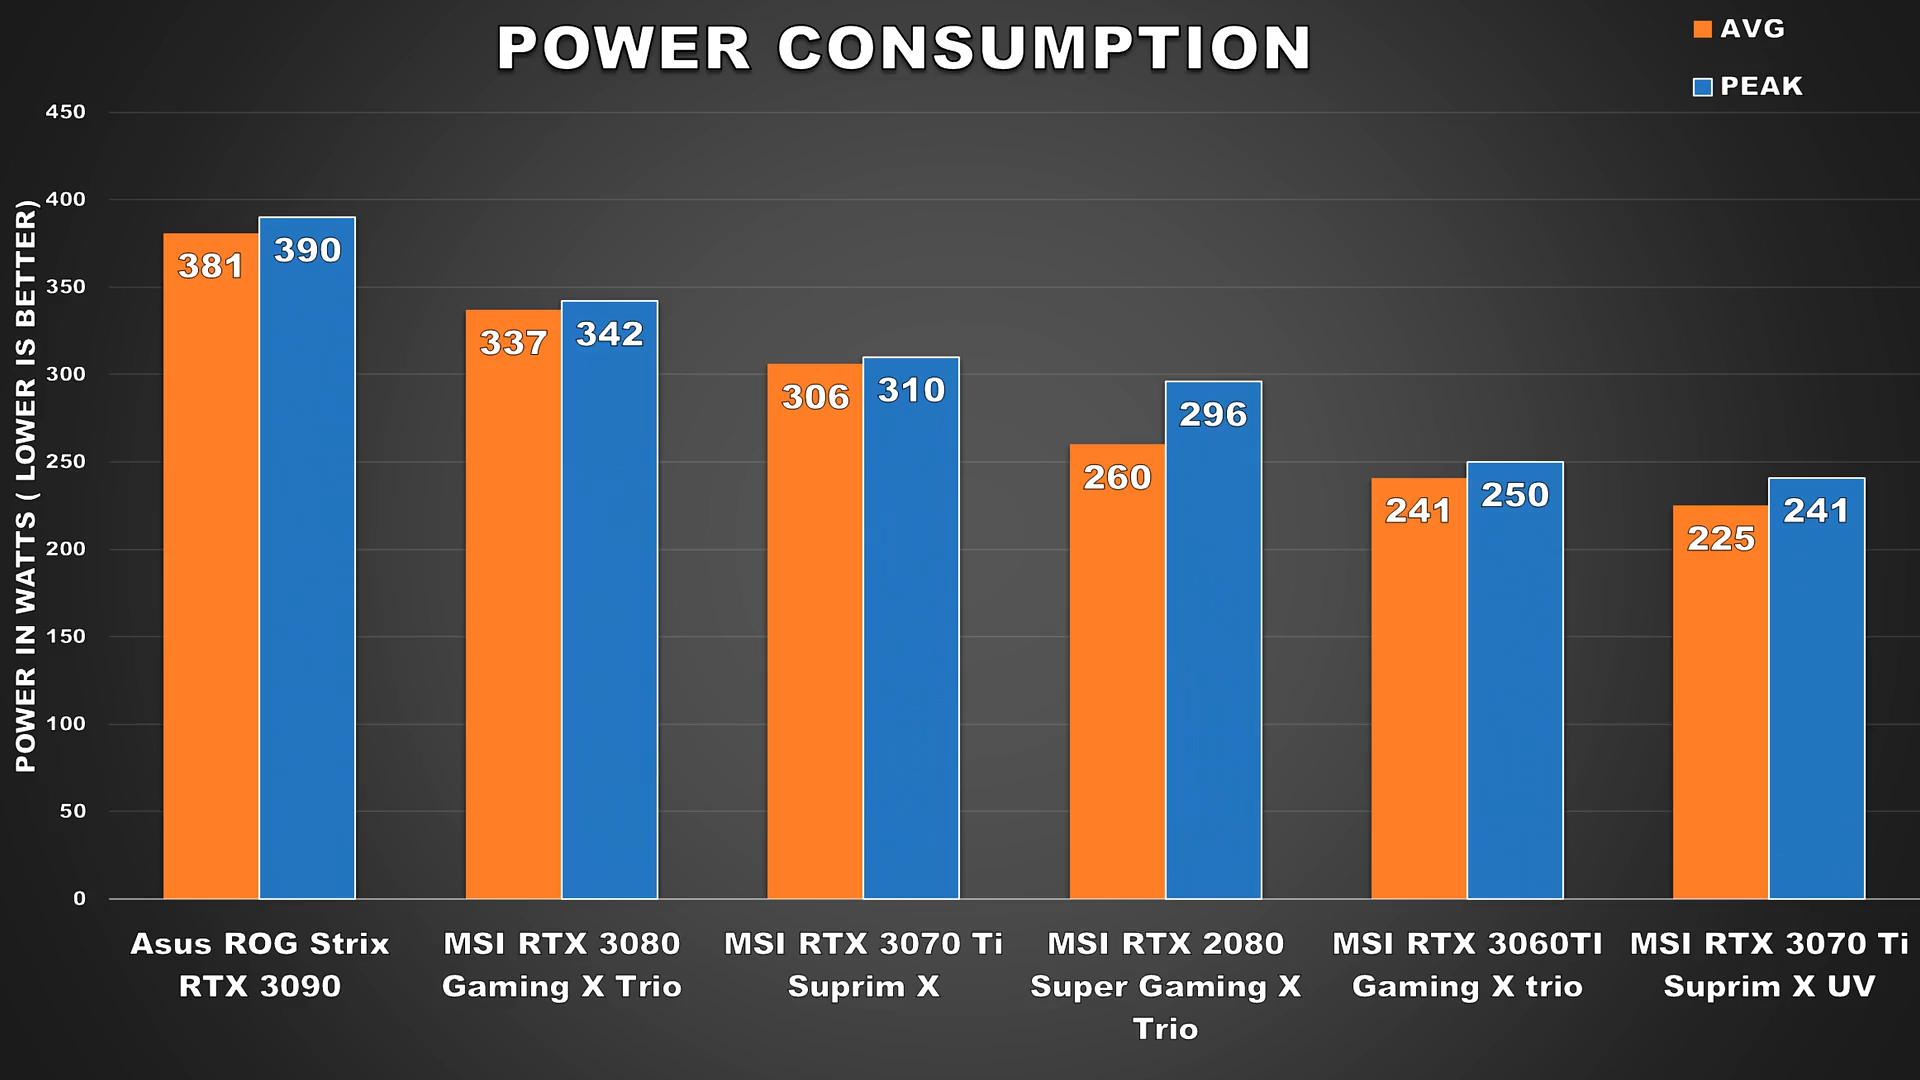 POWER CONSUMPTION
AVG
PEAK
POWER IN WATTS ( LOWER IS BETTER)
450
400
350
300
250
200
150
100
50
0
381
390
337
342
306
310
260
296
241
250
225
241
Asus ROG Strix
RTX 3090
MSI RTX 3080
Gaming X Trio
MSI RTX 3070 Ti
Suprim X
MSI RTX 2080
Super Gaming X
Trio
MSI RTX 3060TI
Gaming X trio
MSI RTX 3070 Ti
Suprim X UV